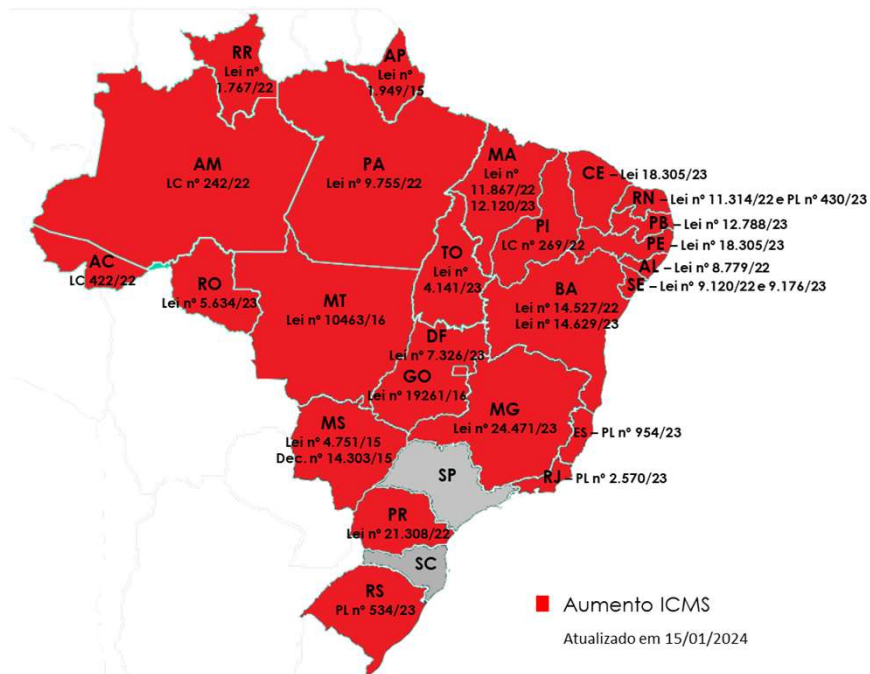 RR
Lei nº
1.767/22
AP
Lei nº
1.949/15
AM
LC nº 242/22
PA
Lei nº 9.755/22
MA
Lei nº
11.867/22
12.120/23
CE – Lei 18.305/23
RN – Lei nº 11.314/22 e PL nº 430/23
PB – Lei nº 12.788/23
PI
LC nº 269/22
PE – Lei nº 18.305/23
AL – Lei nº 8.779/22
SE – Lei nº 9.120/22 e 9.176/23
AC
LC 422/22
RO
Lei nº 5.634/23
TO
Lei nº
4.141/23
MT
Lei nº 10463/16
BA
Lei nº 14.527/22
Lei nº 14.629/23
DF
Lei nº 7.326/23
GO
Lei nº 19261/16
MG
Lei nº 24.471/23
ES – PL nº 954/23
MS
Lei nº 4.751/15
Dec. nº 14.303/15
SP
RJ – PL nº 2.570/23
PR
Lei nº 21.308/22
SC
RS
PL nº 534/23
Aumento ICMS
Atualizado em 15/01/2024